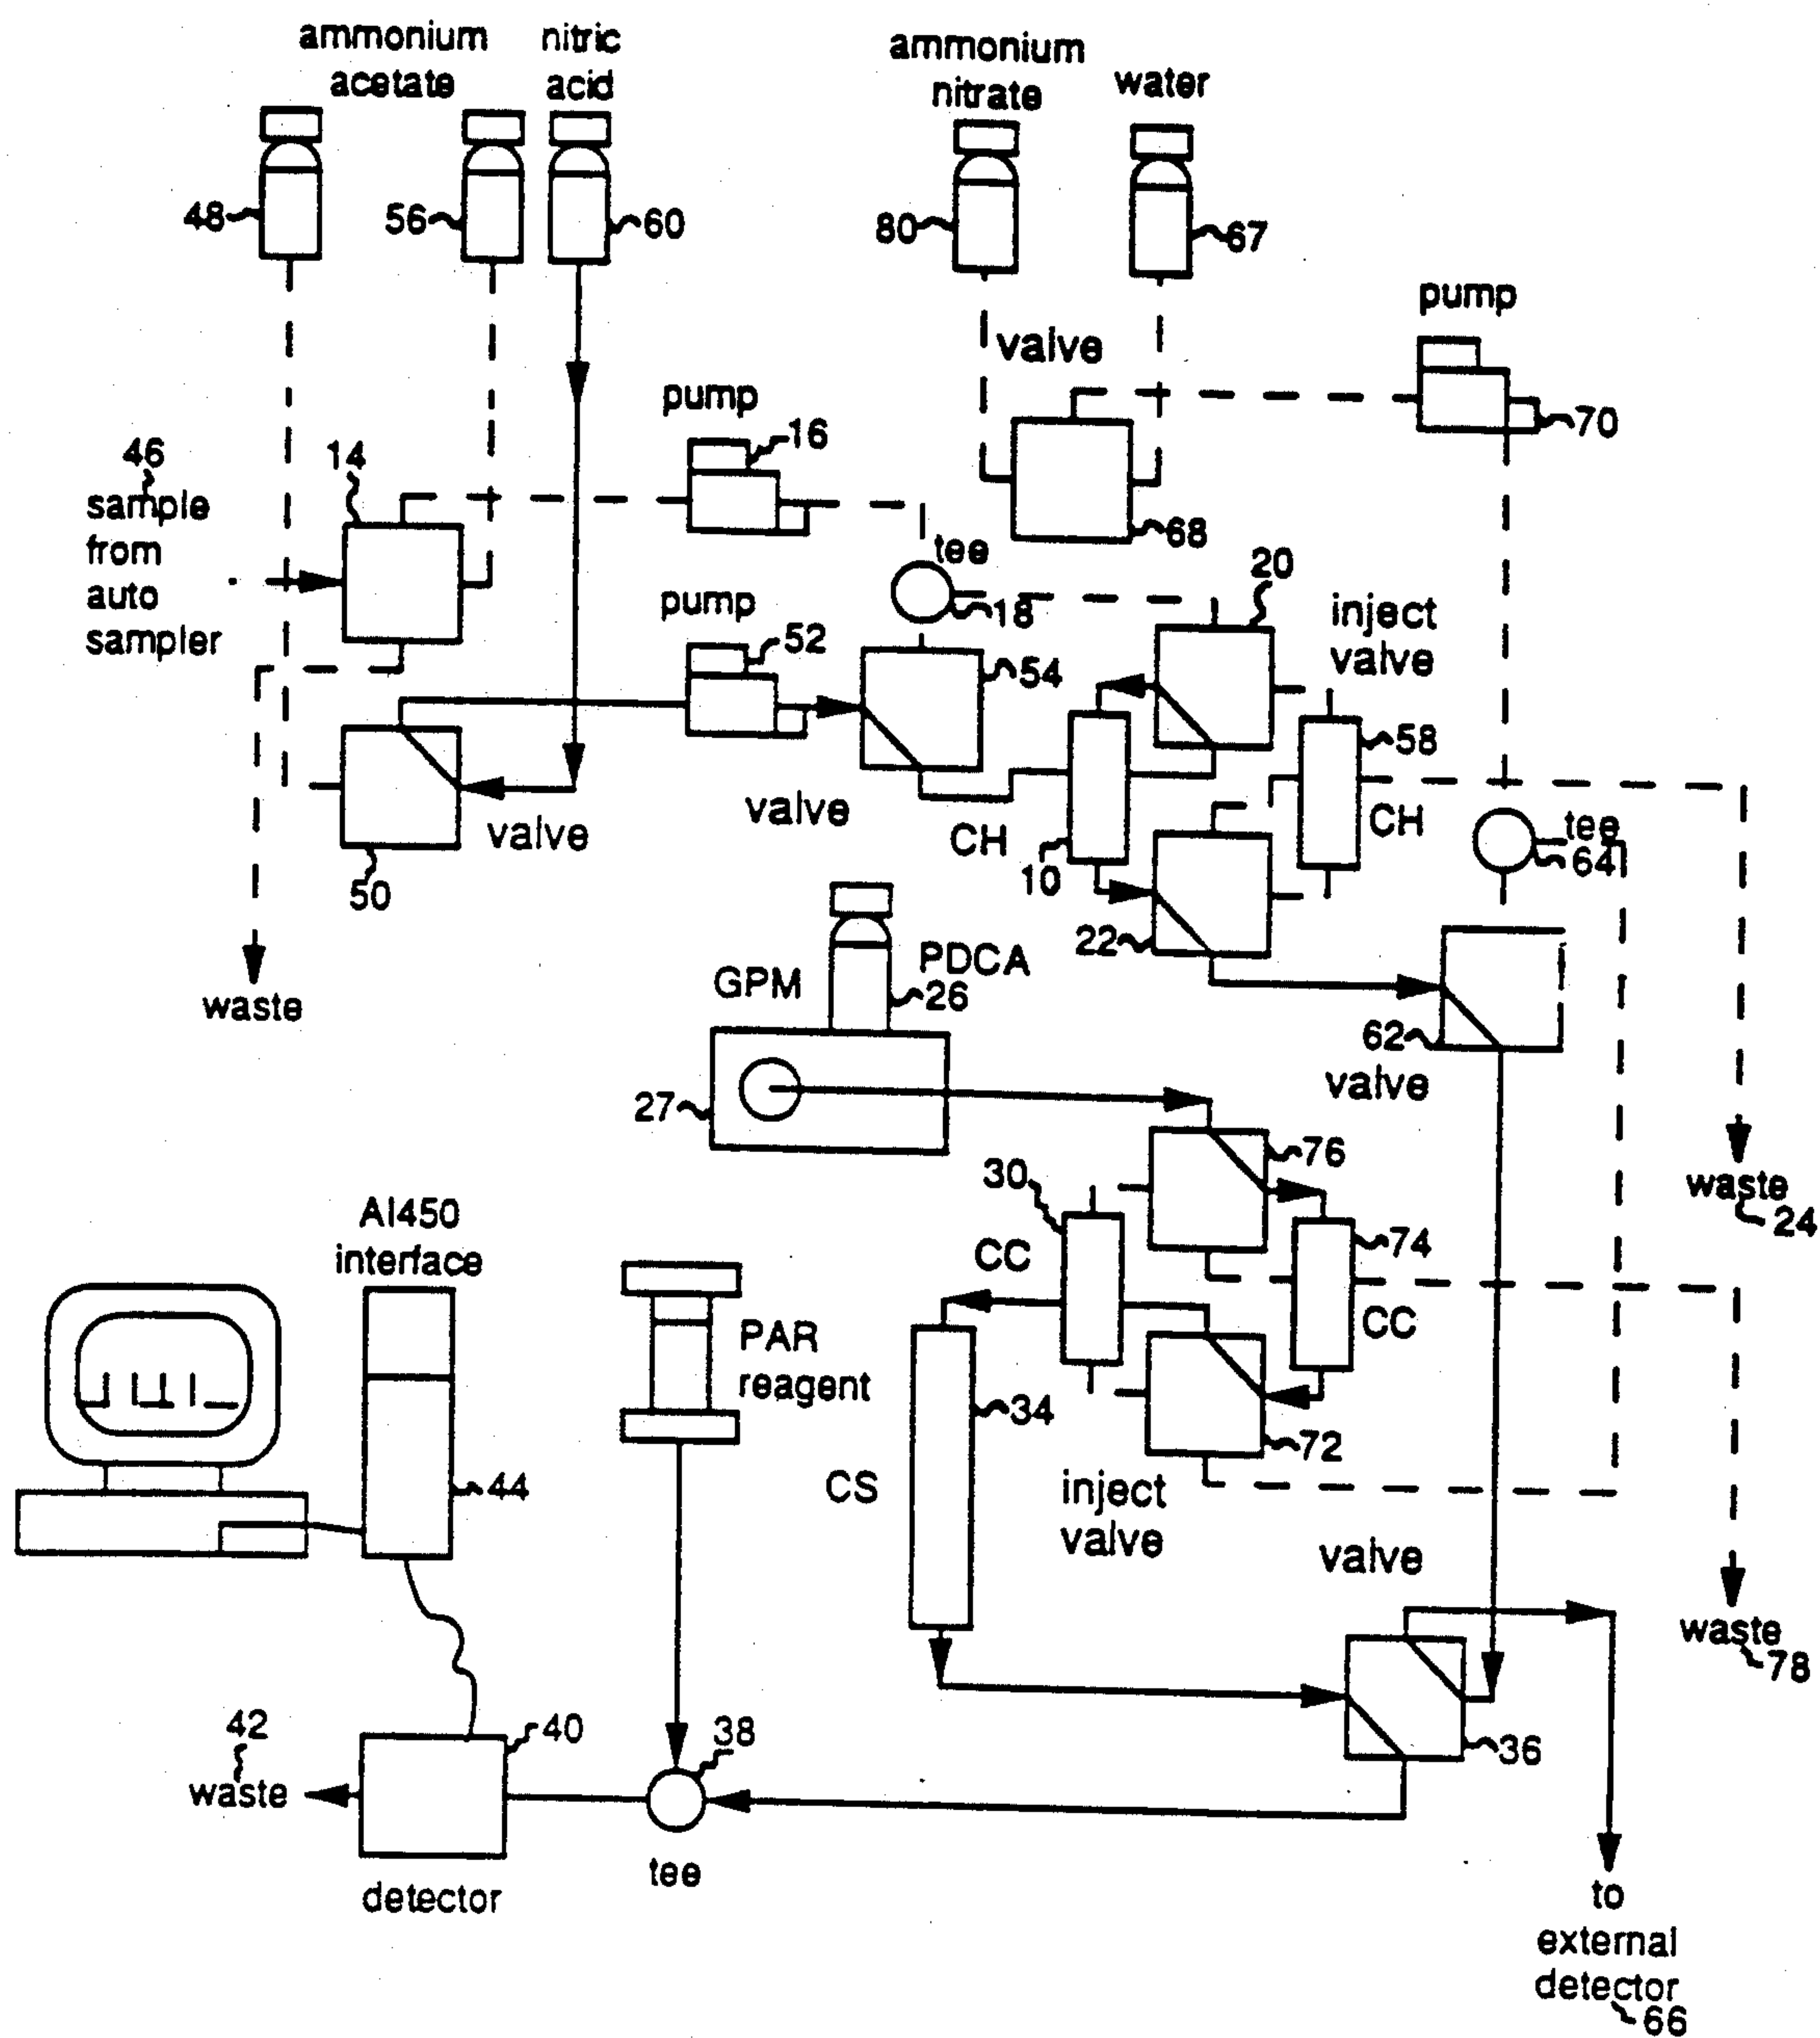 ammonium
acetate
nitric
acid
ammonium
nitrate
water
48
56
60
80
67
pump
valve
70
pump
16
46
14
sample
from
auto
sampler
68
tee
18
20
inject
valve
pump
52
54
58
valve
valve
50
CH
10
CH
tee
64
22
waste
GPM
PDCA
26
62
valve
27
76
30
waste
24
AI450
interface
CC
74
CC
PAR
reagent
34
72
44
CS
inject
valve
valve
waste
78
42
waste
40
38
36
tee
detector
to
external
detector
66